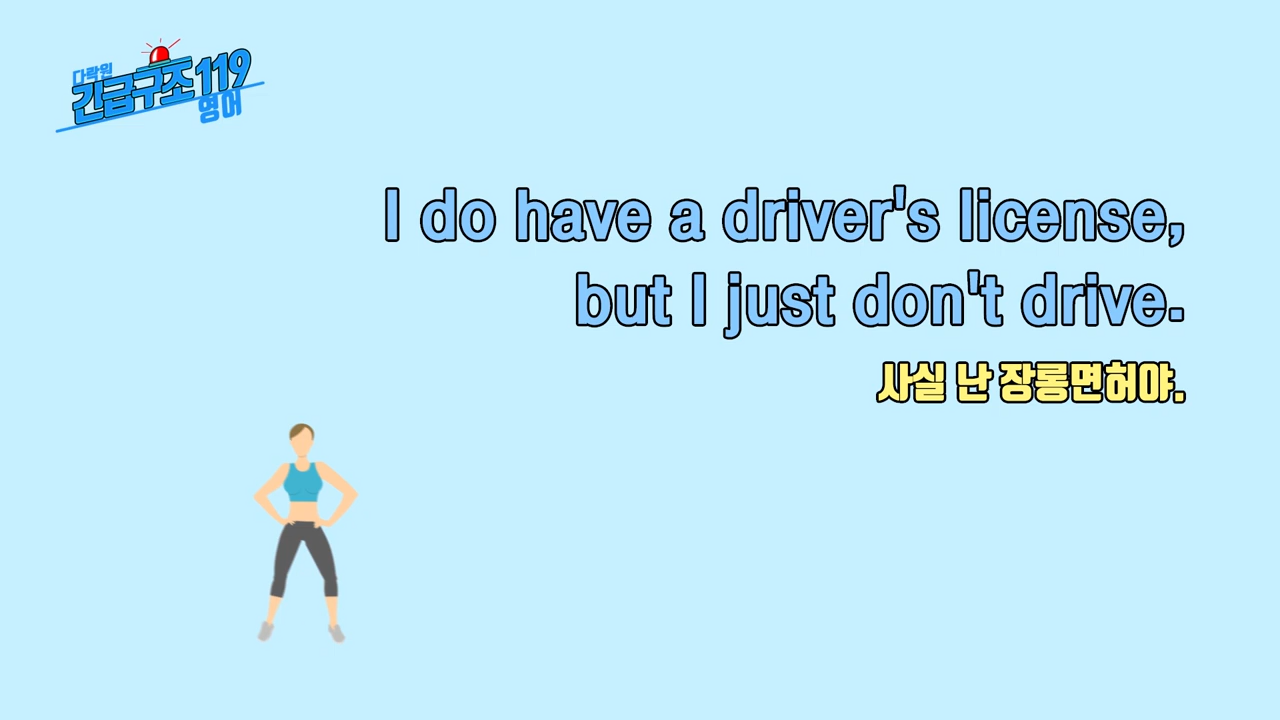 다락원
긴급구조119
영어
I do have a driver's license,
but I just don't drive.
사실 난 장롱면허야.